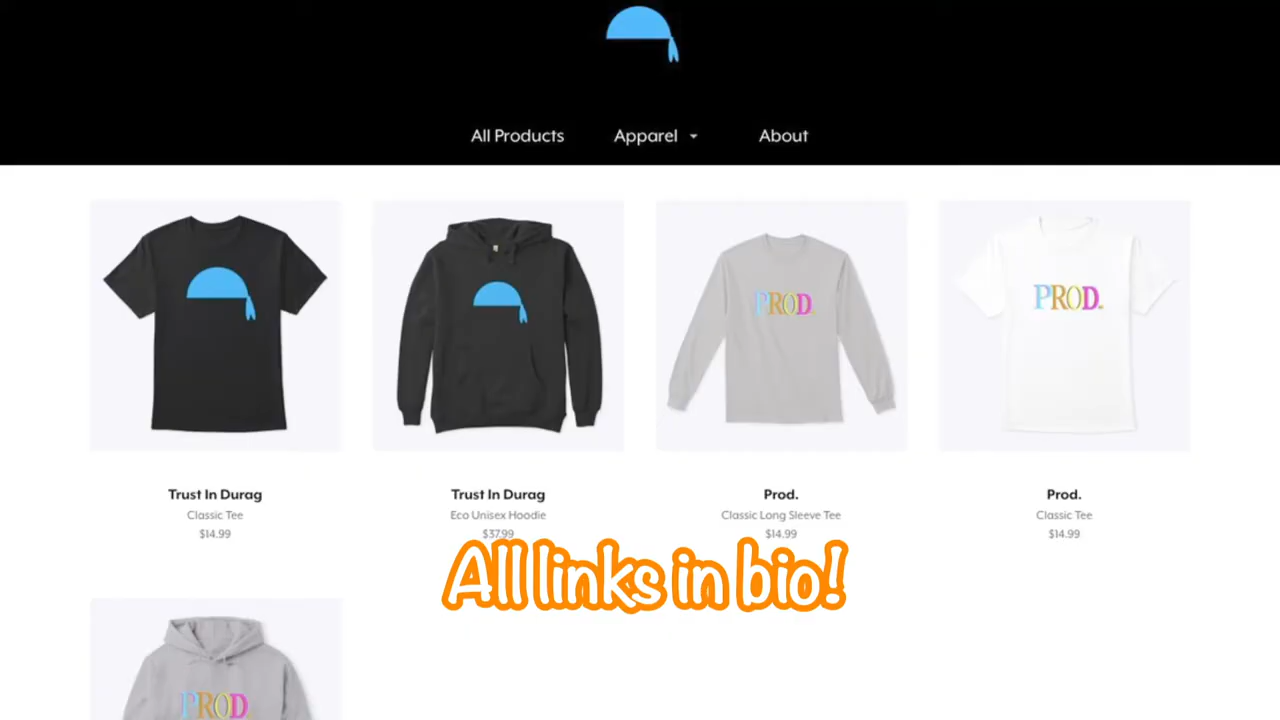 All Products Apparel About
PROD.
PROD.
Trust In Durag
Classic Tee
$14.99
Trust In Durag
Eco Unisex Hoodie
$37.99
Prod.
Classic Long Sleeve Tee
$14.99
Prod.
Classic Tee
$14.99
All links in bio!
PROD.